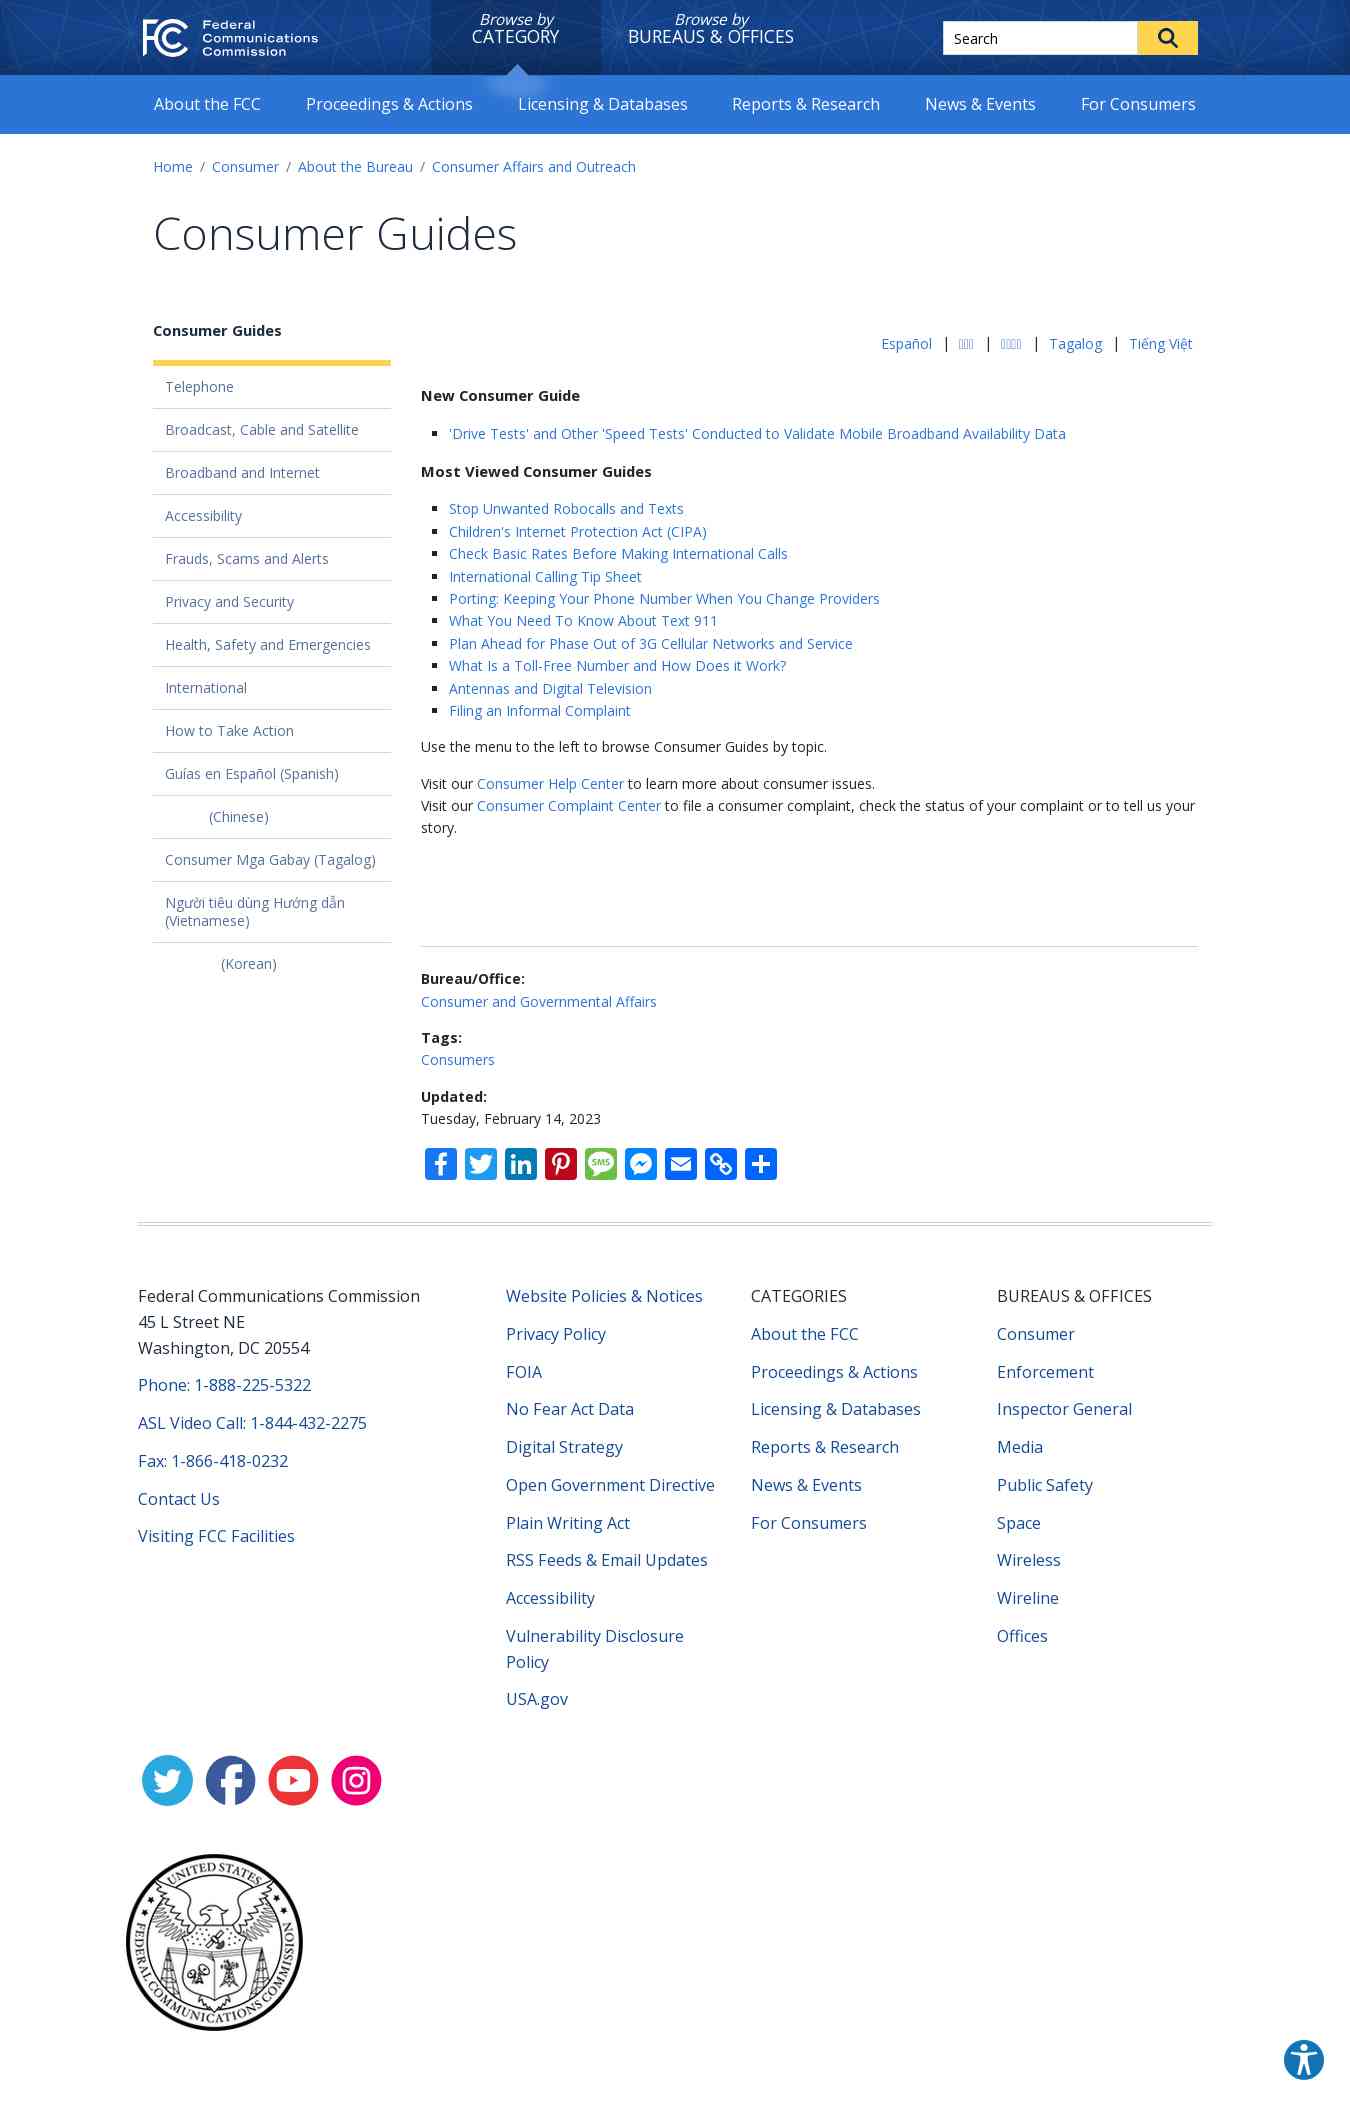 Federal
Communications
Commission
Browse by
CATEGORY
Browse by
BUREAUS & OFFICES
Search
About the FCC
Proceedings & Actions
Licensing & Databases
Reports & Research
News & Events
For Consumers
Home / Consumer / About the Bureau / Consumer Affairs and Outreach
Consumer Guides
Consumer Guides
Telephone
Broadcast, Cable and Satellite
Broadband and Internet
Accessibility
Frauds, Scams and Alerts
Privacy and Security
Health, Safety and Emergencies
International
How to Take Action
Guías en Español (Spanish)
(Chinese)
Consumer Mga Gabay (Tagalog)
Người tiêu dùng Hướng dẫn
(Vietnamese)
(Korean)
Español | | | Tagalog | Tiếng Việt
New Consumer Guide
'Drive Tests' and Other 'Speed Tests' Conducted to Validate Mobile Broadband Availability Data
Most Viewed Consumer Guides
Stop Unwanted Robocalls and Texts
Children's Internet Protection Act (CIPA)
Check Basic Rates Before Making International Calls
International Calling Tip Sheet
Porting: Keeping Your Phone Number When You Change Providers
What You Need To Know About Text 911
Plan Ahead for Phase Out of 3G Cellular Networks and Service
What Is a Toll-Free Number and How Does it Work?
Antennas and Digital Television
Filing an Informal Complaint
Use the menu to the left to browse Consumer Guides by topic.
Visit our Consumer Help Center to learn more about consumer issues.
Visit our Consumer Complaint Center to file a consumer complaint, check the status of your complaint or to tell us your
story.
Bureau/Office:
Consumer and Governmental Affairs
Tags:
Consumers
Updated:
Tuesday, February 14, 2023
SMS
Federal Communications Commission
45 L Street NE
Washington, DC 20554
Phone: 1-888-225-5322
ASL Video Call: 1-844-432-2275
Fax: 1-866-418-0232
Contact Us
Visiting FCC Facilities
Website Policies & Notices
Privacy Policy
FOIA
No Fear Act Data
Digital Strategy
Open Government Directive
Plain Writing Act
RSS Feeds & Email Updates
Accessibility
Vulnerability Disclosure
Policy
USA.gov
CATEGORIES
About the FCC
Proceedings & Actions
Licensing & Databases
Reports & Research
News & Events
For Consumers
BUREAUS & OFFICES
Consumer
Enforcement
Inspector General
Media
Public Safety
Space
Wireless
Wireline
Offices
UNITED STATES
FEDERAL COMMUNICATIONS COMMISSION